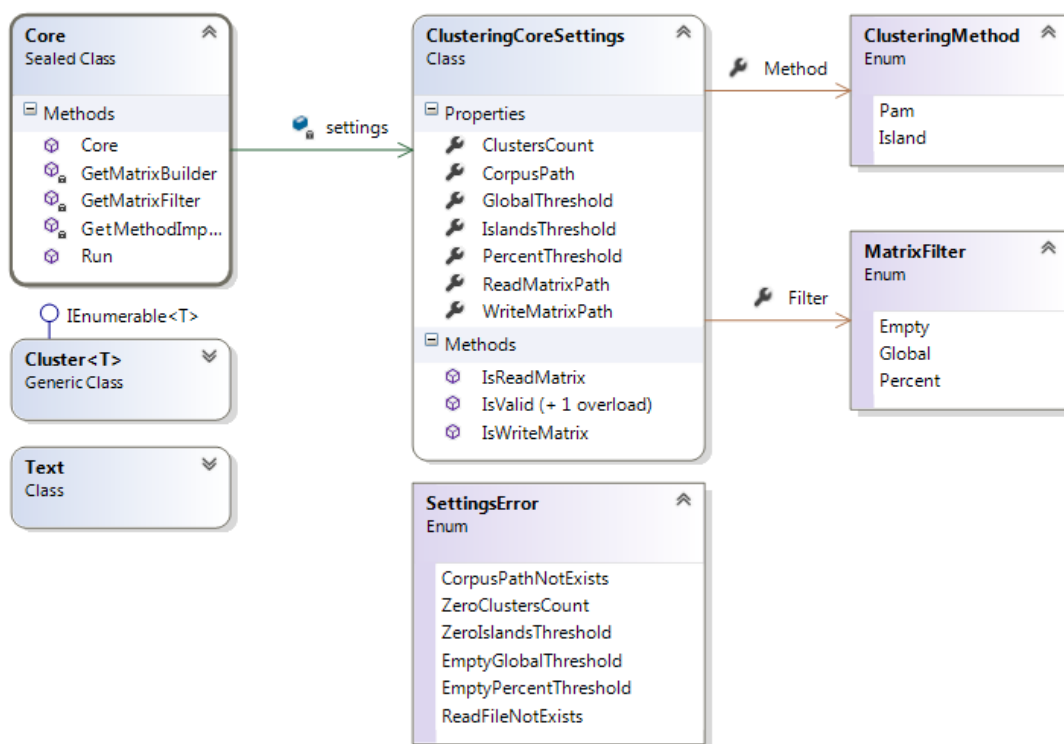 Core
Sealed Class
Methods
Core
GetMatrixBuilder
GetMatrixFilter
GetMethodImp...
Run
settings
ClusteringCoreSettings
Class
Properties
ClustersCount
CorpusPath
GlobalThreshold
IslandsThreshold
PercentThreshold
ReadMatrixPath
WriteMatrixPath
Methods
IsReadMatrix
IsValid (+ 1 overload)
IsWriteMatrix
Method
ClusteringMethod
Enum
Pam
Island
Filter
MatrixFilter
Enum
Empty
Global
Percent
IEnumerable<T>
Cluster<T>
Generic Class
Text
Class
SettingsError
Enum
CorpusPathNotExists
ZeroClustersCount
ZeroIslandsThreshold
EmptyGlobalThreshold
EmptyPercentThreshold
ReadFileNotExists